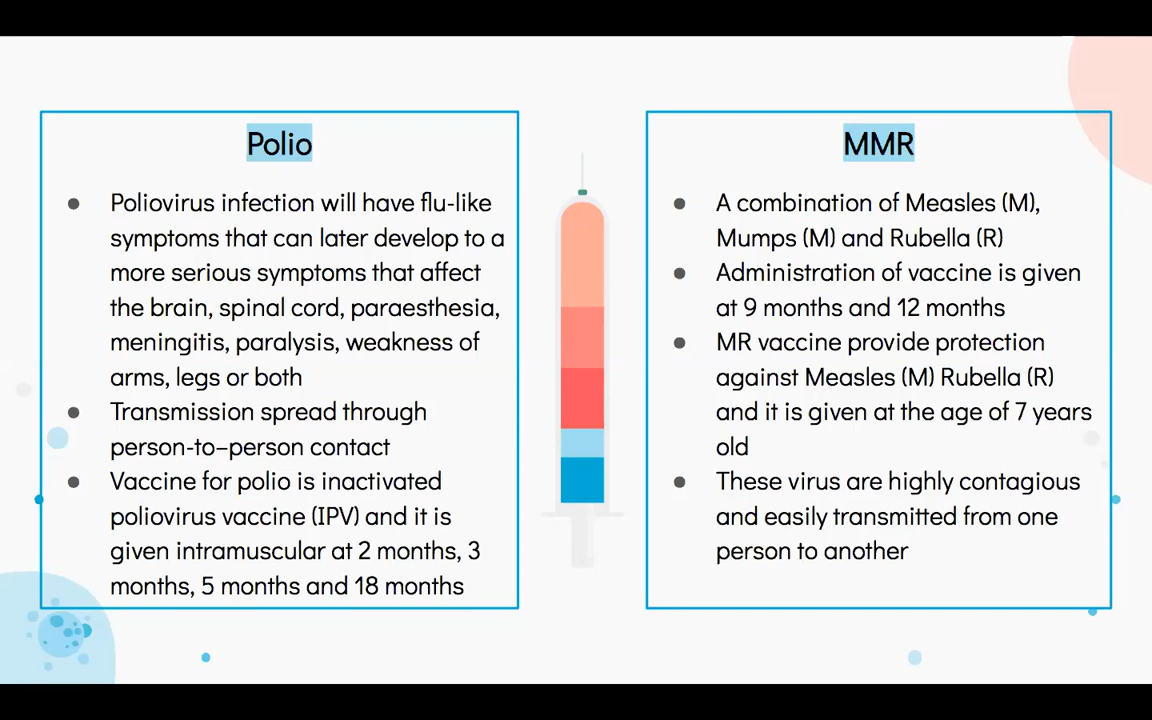 Polio
Poliovirus infection will have flu-like
symptoms that can later develop to a
more serious symptoms that affect
the brain, spinal cord, paraesthesia,
meningitis, paralysis, weakness of
arms, legs or both
Transmission spread through
person-to–person contact
Vaccine for polio is inactivated
poliovirus vaccine (IPV) and it is
given intramuscular at 2 months, 3
months, 5 months and 18 months
MMR
A combination of Measles (M),
Mumps (M) and Rubella (R)
Administration of vaccine is given
at 9 months and 12 months
MR vaccine provide protection
against Measles (M) Rubella (R)
and it is given at the age of 7 years
old
These virus are highly contagious
and easily transmitted from one
person to another